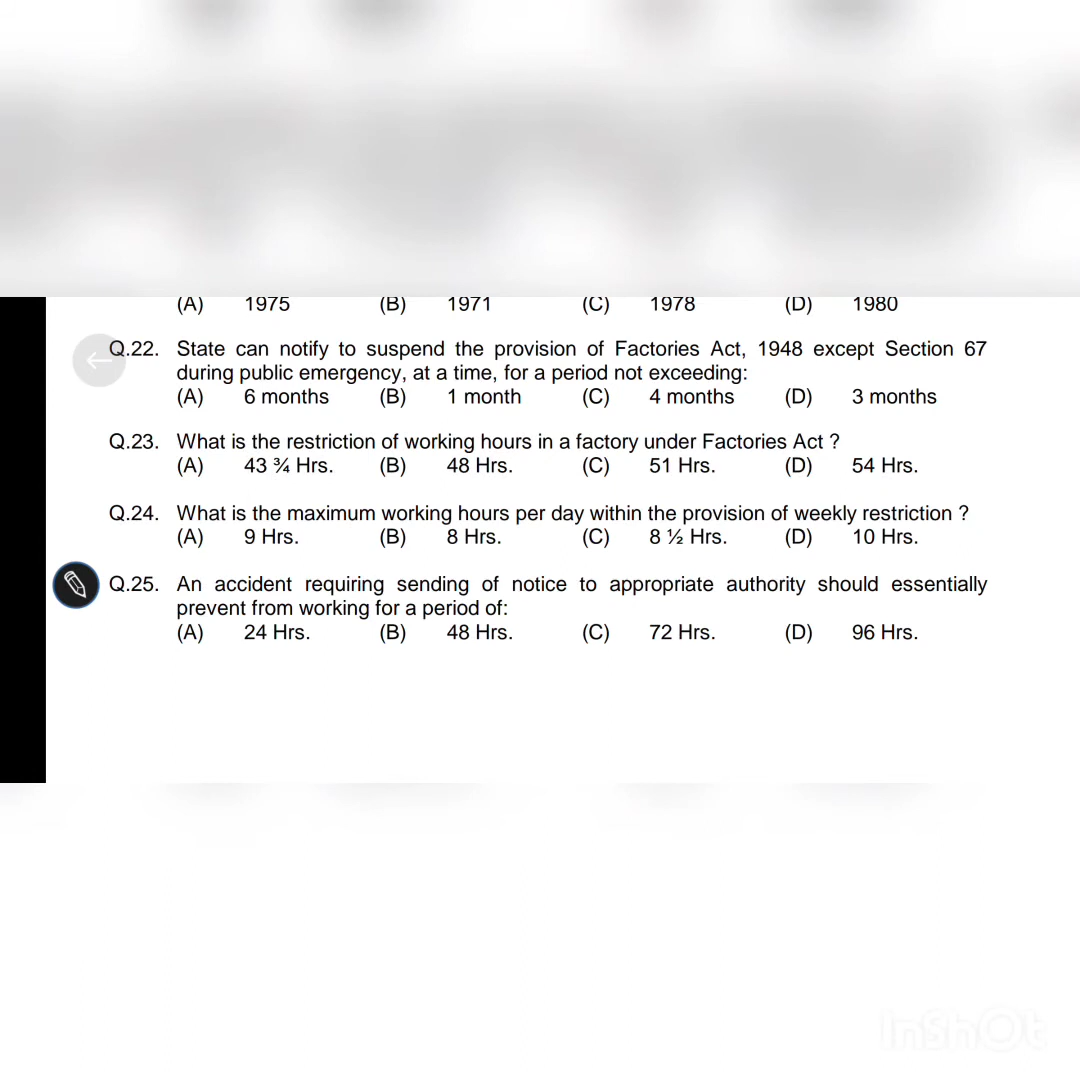 (A) 1975 (B) 1971 (C) 1978 (D) 1980
Q.22. State can notify to suspend the provision of Factories Act, 1948 except Section 67
during public emergency, at a time, for a period not exceeding:
(A) 6 months (B) 1 month (C) 4 months (D) 3 months
Q.23. What is the restriction of working hours in a factory under Factories Act ?
(A) 43 ¾ Hrs. (B) 48 Hrs. (C) 51 Hrs. (D) 54 Hrs.
Q.24. What is the maximum working hours per day within the provision of weekly restriction ?
(A) 9 Hrs. (B) 8 Hrs. (C) 8 ½ Hrs. (D) 10 Hrs.
Q.25. An accident requiring sending of notice to appropriate authority should essentially
prevent from working for a period of:
(A) 24 Hrs. (B) 48 Hrs. (C) 72 Hrs. (D) 96 Hrs.
InShOt